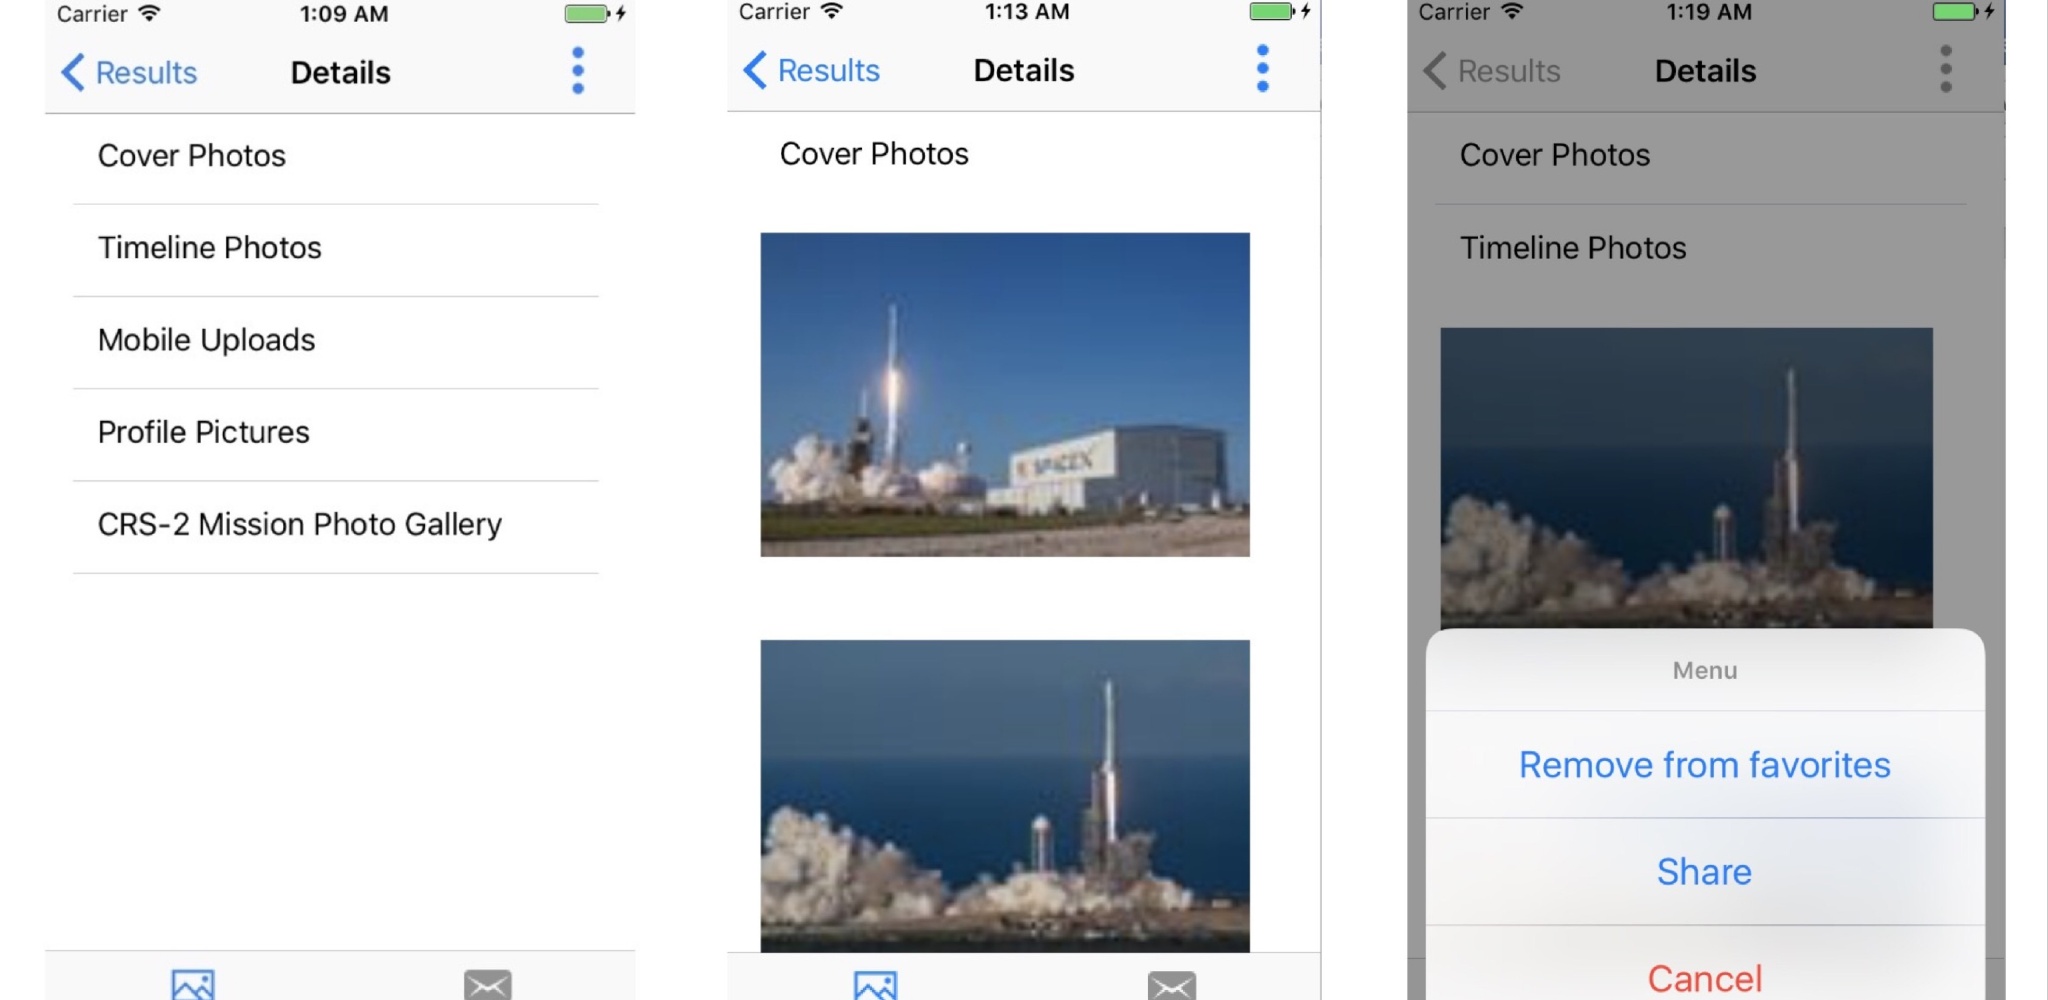 Carrier 1:09 AM
Results Details
Cover Photos
Timeline Photos
Mobile Uploads
Profile Pictures
CRS-2 Mission Photo Gallery
Carrier 1:13 AM
Results Details
Cover Photos
SPACEX
Carrier 1:19 AM
Results Details
Cover Photos
Timeline Photos
Menu
Remove from favorites
Share
Cancel